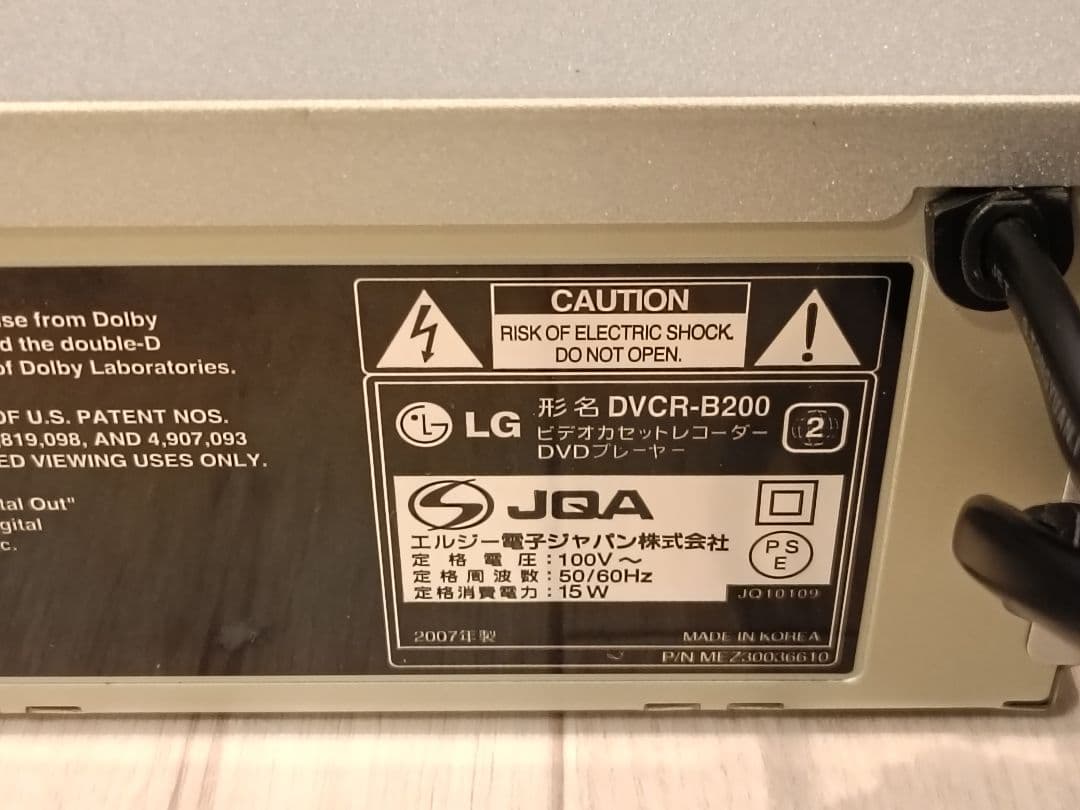 se from Dolby
d the double-D
of Dolby Laboratories.
OF U.S. PATENT NOS.
819,098, AND 4,907,093
ED VIEWING USES ONLY.
tal Out"
gital
c.
CAUTION
RISK OF ELECTRIC SHOCK.
DO NOT OPEN.
LG 形名 DVCR-B200
ビデオカセットレコーダー
DVDプレーヤー
2
JQA
エルジー電子ジャパン株式会社
定格電圧:100V~
定格周波数:50/60Hz
定格消費電力:15W
PS
E
JQ10109
2007年製
MADE IN KOREA
P/N MEZ30036610